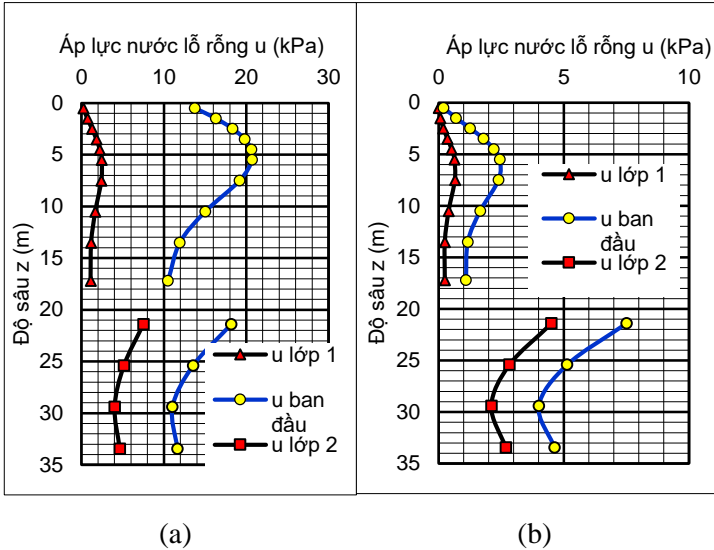 Áp lực nước lỗ rỗng u (kPa)
0 10 20 30
0
5
10
15
20
25
30
35
Độ sâu z (m)
u lớp 1
u ban
đầu
u lớp 2
(a)
Áp lực nước lỗ rỗng u (kPa)
0 5 10
0
5
10
15
20
25
30
35
Độ sâu z (m)
u lớp 1
u ban
đầu
u lớp 2
(b)